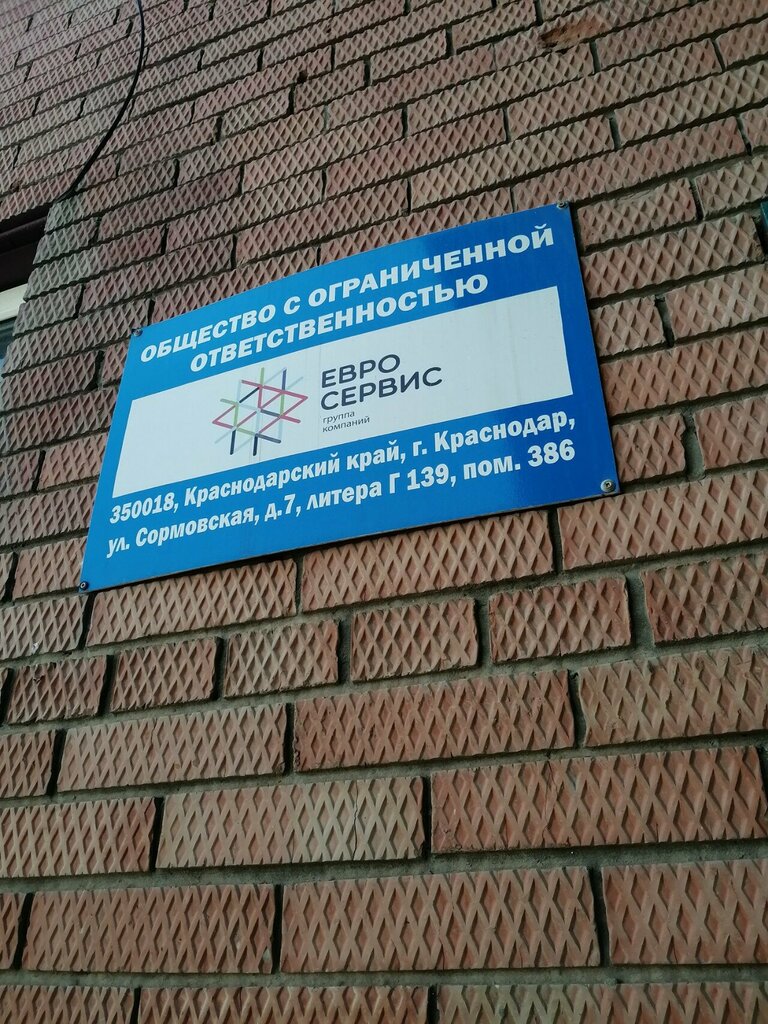 ОБЩЕСТВО С ОГРАНИЧЕННОЙ
ОТВЕТСТВЕННОСТЬЮ
ЕВРО
СЕРВИС
группа
компаний
350018, Краснодарский край, г. Краснодар,
ул. Сормовская, д.7, литера Г 139, пом. 386